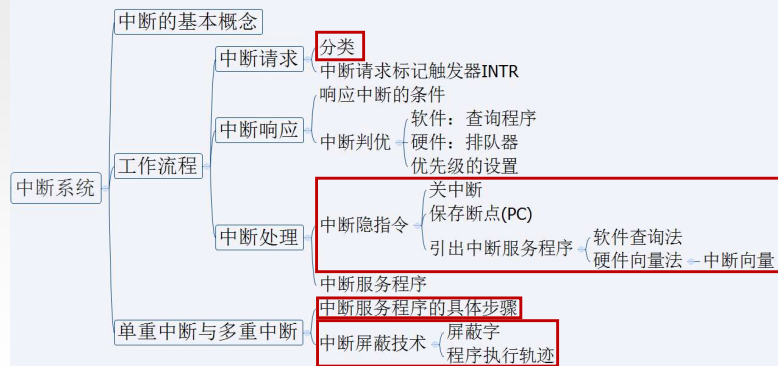 中断的基本概念
分类
中断请求
中断请求标记触发器INTR
响应中断的条件
软件：查询程序
中断响应
中断判优
硬件：排队器
优先级的设置
工作流程
中断系统
关中断
保存断点(PC)
中断隐指令
中断处理
软件查询法
引出中断服务程序
硬件向量法
中断向量
中断服务程序
中断服务程序的具体步骤
单重中断与多重中断
屏蔽字
中断屏蔽技术
程序执行轨迹